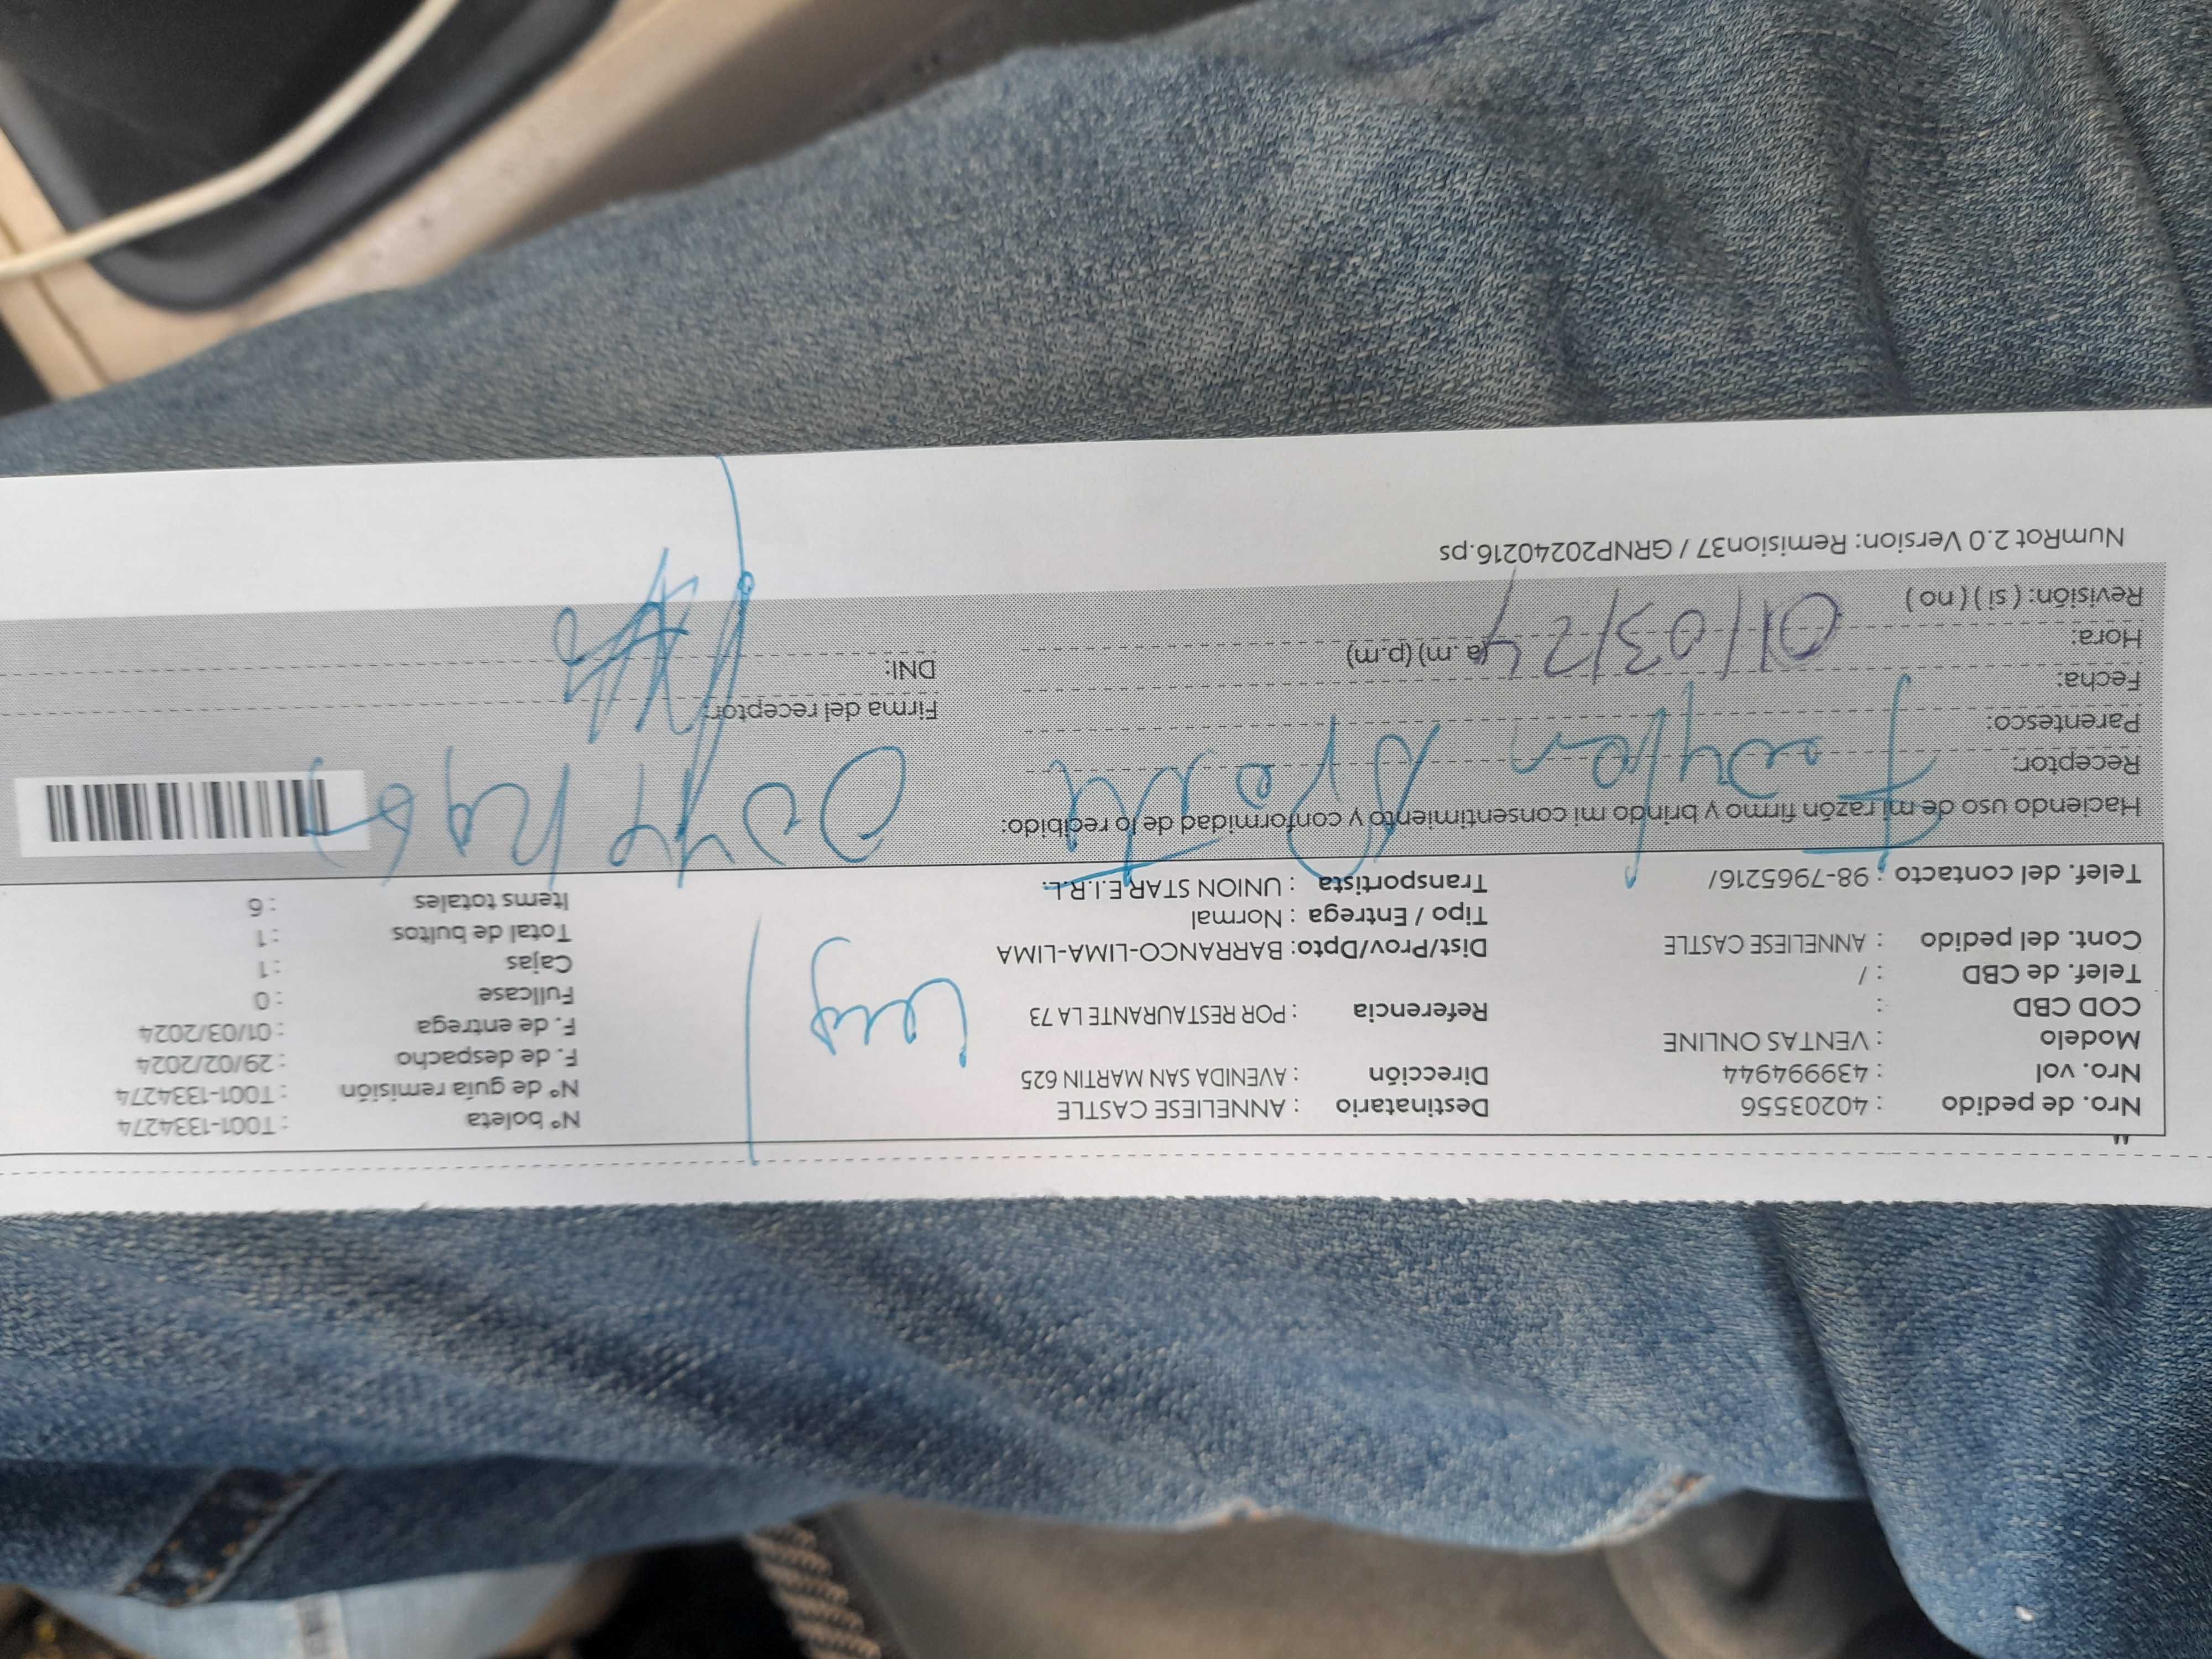 Nro. de pedido : 40203556 Destinatario : ANNELIESE CASTLE N° boleta : T001-1334274
Nro. vol : 439994944 Dirección : AVENIDA SAN MARTIN 625 N° de guía remisión : T001-1334274
Modelo : VENTAS ONLINE F. de despacho : 29/02/2024
COD CBD : Referencia : POR RESTAURANTE LA 73 F. de entrega : 01/03/2024
Telef. de CBD : / Fullcase : 0
Cont. del pedido : ANNELIESE CASTLE Dist/Prov/Dpto: BARRANCO-LIMA-LIMA Cajas : 1
Tipo / Entrega : Normal Total de bultos : 1
Telef. del contacto : 98-7965216/ Transportista : UNION STAR E.I.R.L. Items totales : 6
Haciendo uso de mi razón firmo y brindo mi consentimiento y conformidad de lo recibido:
Receptor:
Parentesco: Firma del receptor:
Fecha: 01/03/24 DNI:
Hora: (a.m) (p.m)
Revisión: ( si ) ( no )
NumRot 2.0 Version: Remision37 / GRNP20240216.ps